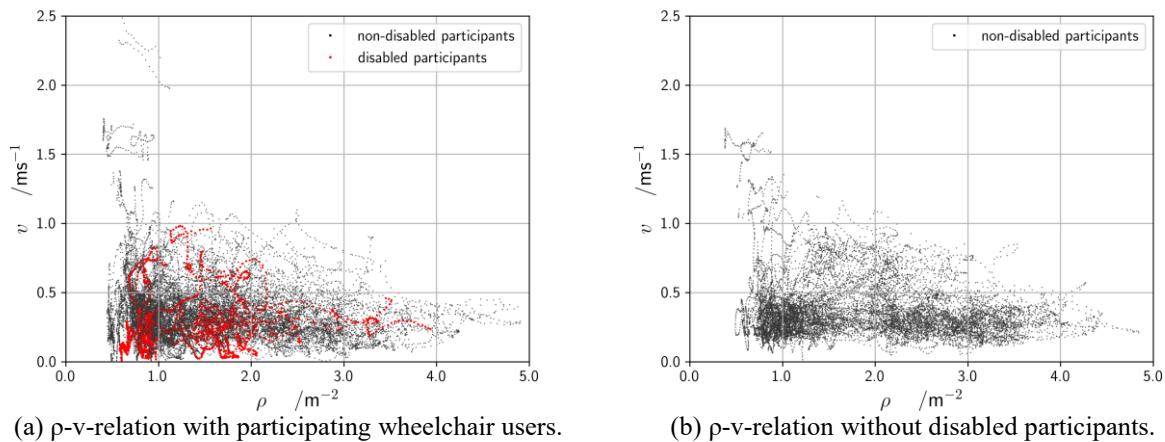 2.5
2.0
1.5
1.0
0.5
0.0
v /ms⁻¹
non-disabled participants
disabled participants
0.0 1.0 2.0 3.0 4.0 5.0
ρ /m⁻²
(a) ρ-v-relation with participating wheelchair users.
2.5
2.0
1.5
1.0
0.5
0.0
v /ms⁻¹
non-disabled participants
0.0 1.0 2.0 3.0 4.0 5.0
ρ /m⁻²
(b) ρ-v-relation without disabled participants.